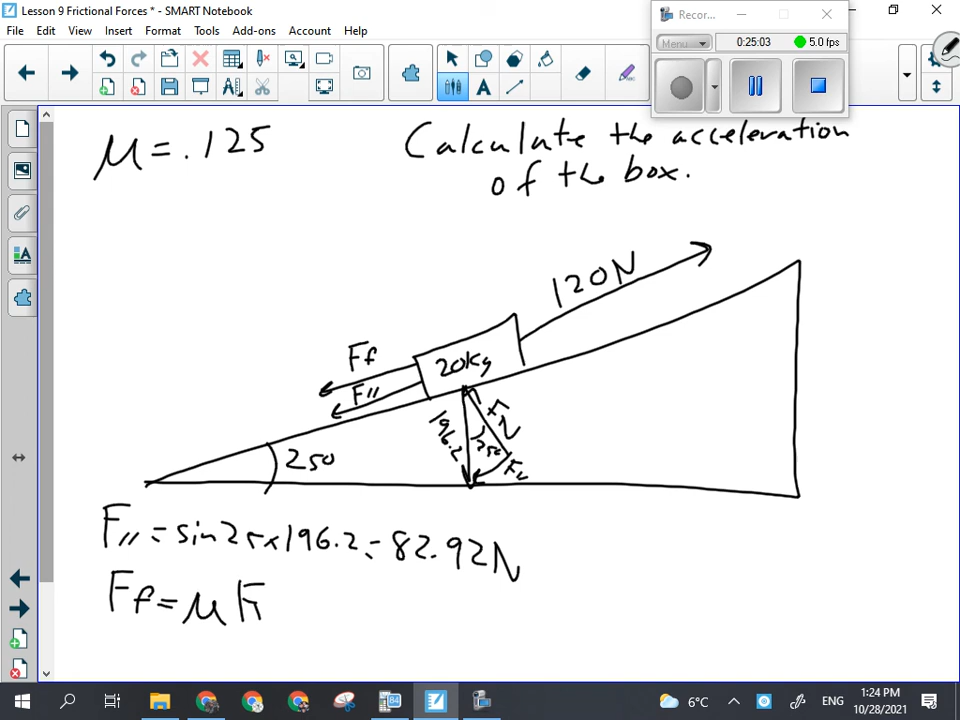 Lesson 9 Frictional Forces * - SMART Notebook
Recor...
File Edit View Insert Format Tools Add-ons Account Help
Menu
0:25:03
5.0 fps
μ = .125
Calculate the acceleration
of the box.
120N
Ff
20Kg
F//
196.2
25°
F//
25°
F// = sin25×196.2 = 82.92N
Ff = μF
6°C
ENG
1:24 PM
10/28/2021